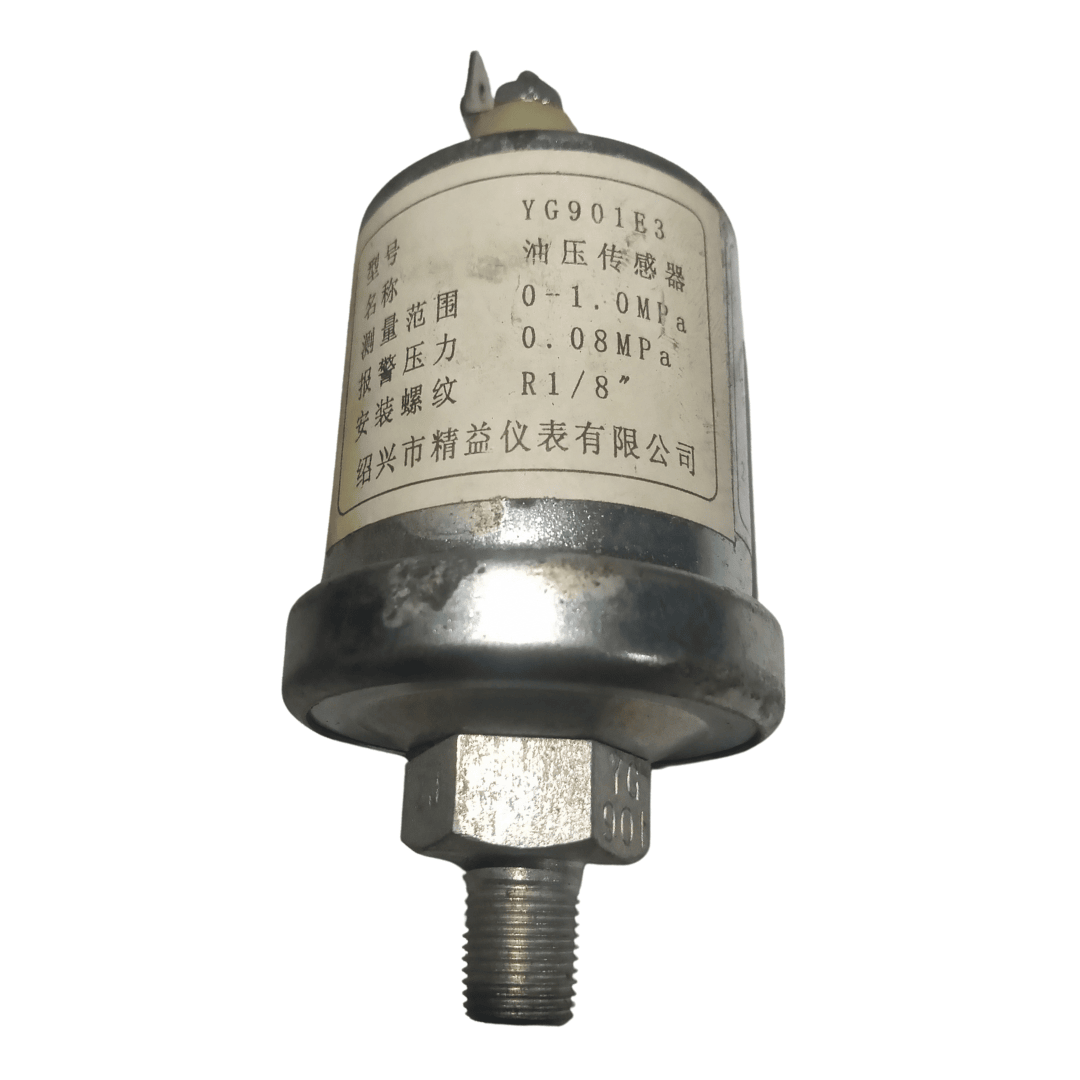 型号 YG901E3
名称 油压传感器
测量范围 0-1.0MPa
报警压力 0.08MPa
安装螺纹 R1/8"
绍兴市精益仪表有限公司
YG
901